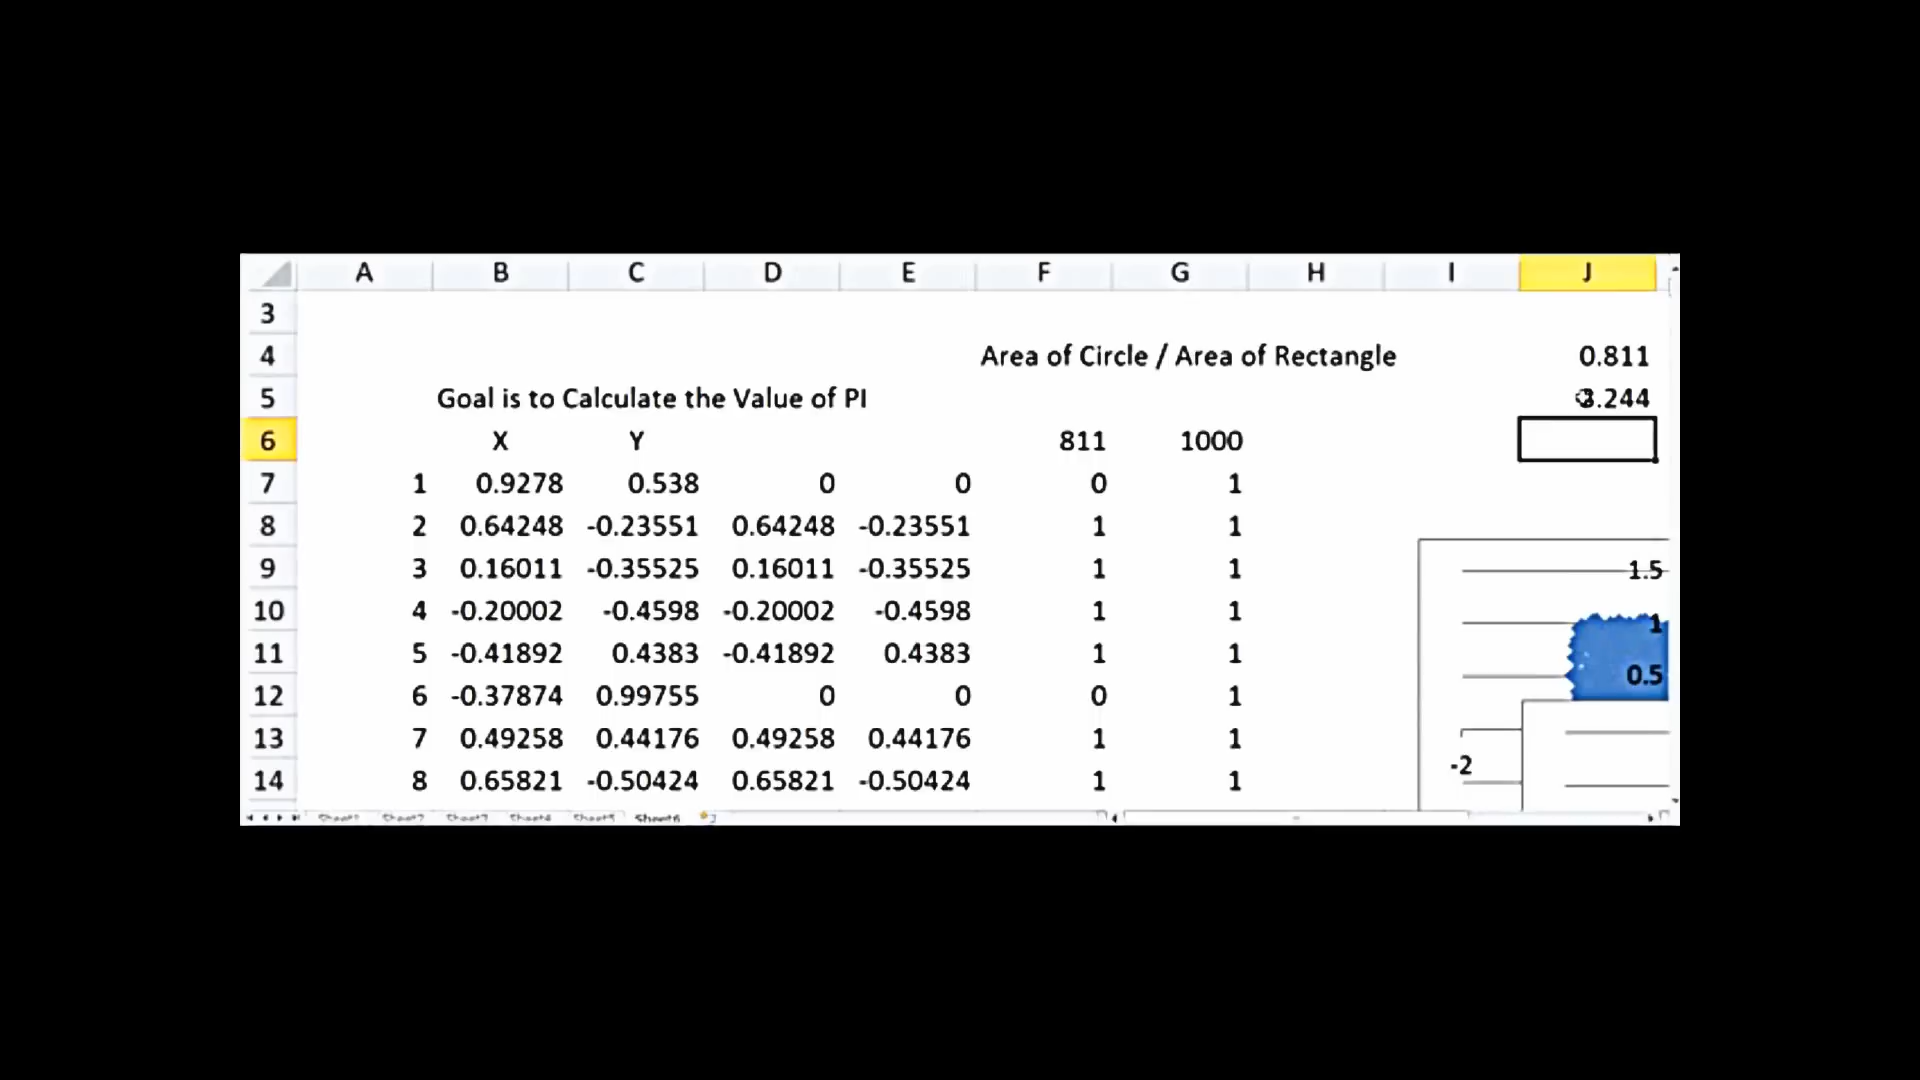 A B C D E F G H I J
3
4 Area of Circle / Area of Rectangle 0.811
5 Goal is to Calculate the Value of PI 3.244
6 X Y 811 1000
7 1 0.9278 0.538 0 0 0 1
8 2 0.64248 -0.23551 0.64248 -0.23551 1 1
9 3 0.16011 -0.35525 0.16011 -0.35525 1 1
1.5
10 4 -0.20002 -0.4598 -0.20002 -0.4598 1 1
1
11 5 -0.41892 0.4383 -0.41892 0.4383 1 1
0.5
12 6 -0.37874 0.99755 0 0 0 1
13 7 0.49258 0.44176 0.49258 0.44176 1 1
-2
14 8 0.65821 -0.50424 0.65821 -0.50424 1 1
Sheet6